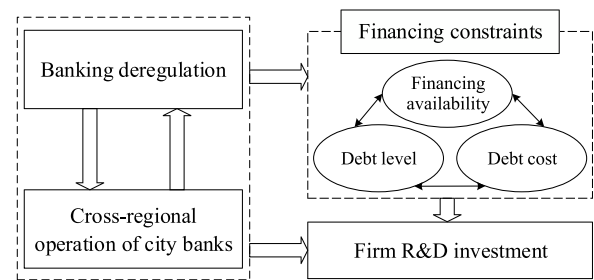 Banking deregulation
Cross-regional
operation of city banks
Financing constraints
Financing
availability
Debt level
Debt cost
Firm R&D investment